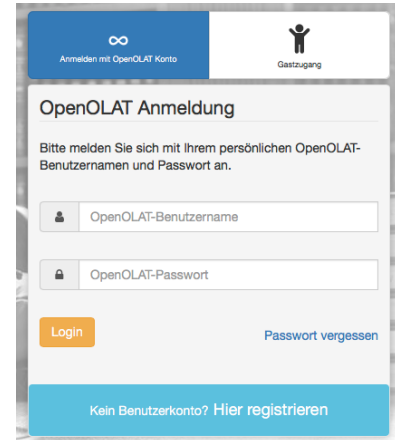 Anmelden mit OpenOLAT Konto
Gastzugang
OpenOLAT Anmeldung
Bitte melden Sie sich mit Ihrem persönlichen OpenOLAT-
Benutzernamen und Passwort an.
OpenOLAT-Benutzername
OpenOLAT-Passwort
Login
Passwort vergessen
Kein Benutzerkonto? Hier registrieren